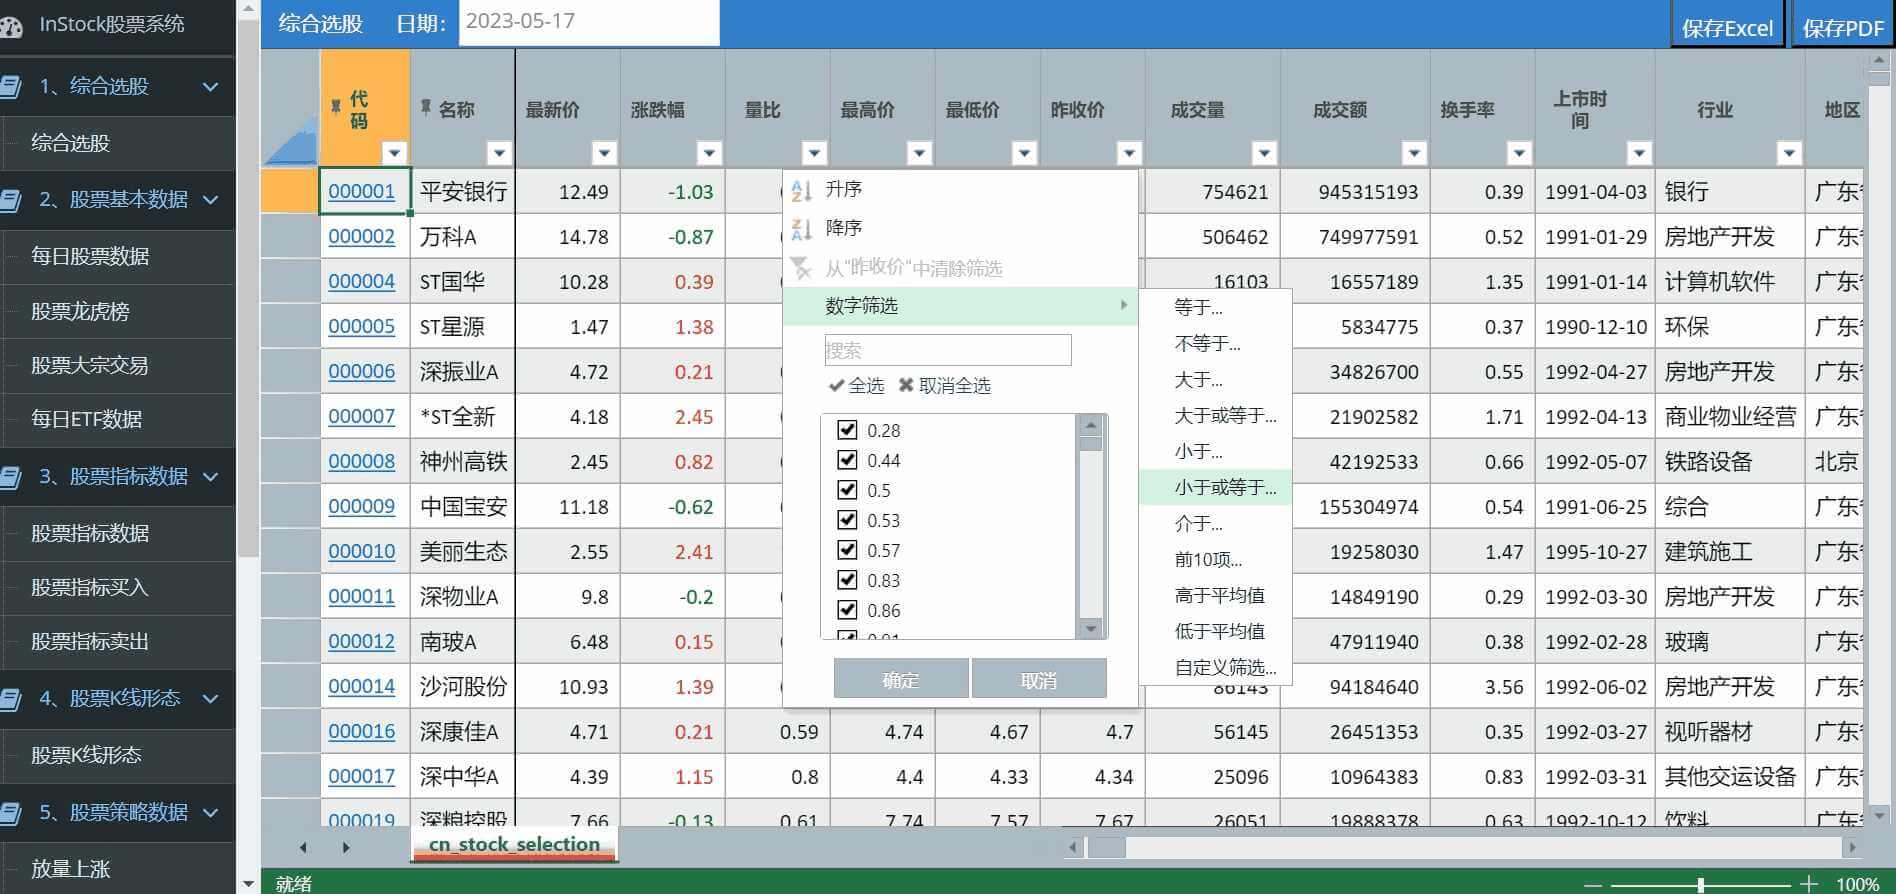 InStock股票系统
1、综合选股
综合选股
2、股票基本数据
每日股票数据
股票龙虎榜
股票大宗交易
每日ETF数据
3、股票指标数据
股票指标数据
股票指标买入
股票指标卖出
4、股票K线形态
股票K线形态
5、股票策略数据
放量上涨
综合选股 日期: 2023-05-17 保存Excel 保存PDF
代码 名称 最新价 涨跌幅 量比 最高价 最低价 昨收价 成交量 成交额 换手率 上市时间 行业 地区
000001 平安银行 12.49 -1.03 754621 945315193 0.39 1991-04-03 银行 广东
000002 万科A 14.78 -0.87 506462 749977591 0.52 1991-01-29 房地产开发 广东
000004 ST国华 10.28 0.39 16103 16557189 1.35 1991-01-14 计算机软件 广东
000005 ST星源 1.47 1.38 5834775 0.37 1990-12-10 环保 广东
000006 深振业A 4.72 0.21 34826700 0.55 1992-04-27 房地产开发 广东
000007 *ST全新 4.18 2.45 21902582 1.71 1992-04-13 商业物业经营 广东
000008 神州高铁 2.45 0.82 42192533 0.66 1992-05-07 铁路设备 北京
000009 中国宝安 11.18 -0.62 155304974 0.54 1991-06-25 综合 广东
000010 美丽生态 2.55 2.41 19258030 1.47 1995-10-27 建筑施工 广东
000011 深物业A 9.8 -0.2 14849190 0.29 1992-03-30 房地产开发 广东
000012 南玻A 6.48 0.15 47911940 0.38 1992-02-28 玻璃 广东
000014 沙河股份 10.93 1.39 86143 94184640 3.56 1992-06-02 房地产开发 广东
000016 深康佳A 4.71 0.21 0.59 4.74 4.67 4.7 56145 26451353 0.35 1992-03-27 视听器材 广东
000017 深中华A 4.39 1.15 0.8 4.4 4.33 4.34 25096 10964383 0.83 1992-03-31 其他交运设备 广东
000019 深粮控股 7.66 -0.13 0.61 7.74 7.57 7.67 26051 19888378 0.63 1992-10-12 饮料 广东
升序
降序
从"昨收价"中清除筛选
数字筛选
搜索
全选 取消全选
0.28
0.44
0.5
0.53
0.57
0.83
0.86
0.91
确定 取消
等于...
不等于...
大于...
大于或等于...
小于...
小于或等于...
介于...
前10项...
高于平均值
低于平均值
自定义筛选...
cn_stock_selection
就绪 100%